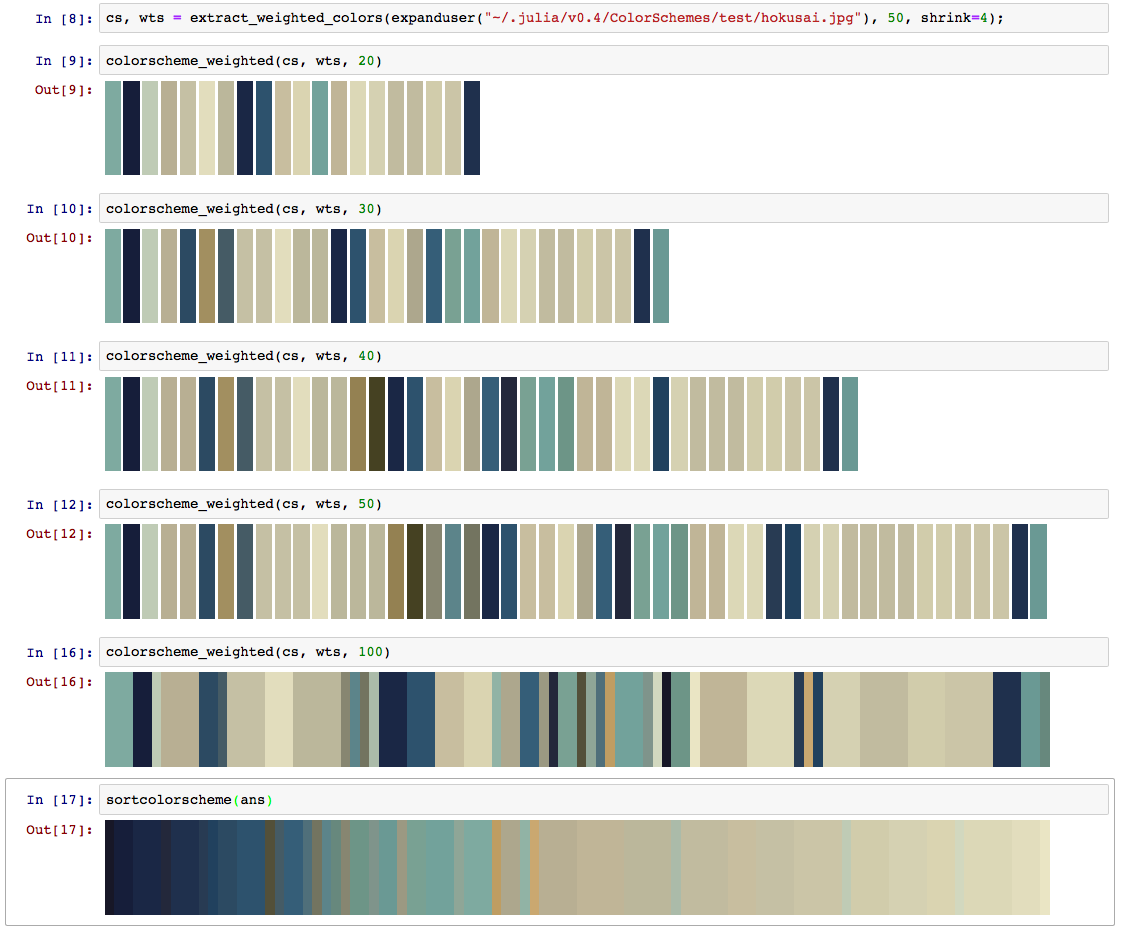 In [8]: cs, wts = extract_weighted_colors(expanduser("~/.julia/v0.4/ColorSchemes/test/hokusai.jpg"), 50, shrink=4);
In [9]: colorscheme_weighted(cs, wts, 20)
Out[9]:
In [10]: colorscheme_weighted(cs, wts, 30)
Out[10]:
In [11]: colorscheme_weighted(cs, wts, 40)
Out[11]:
In [12]: colorscheme_weighted(cs, wts, 50)
Out[12]:
In [16]: colorscheme_weighted(cs, wts, 100)
Out[16]:
In [17]: sortcolorscheme(ans)
Out[17]: